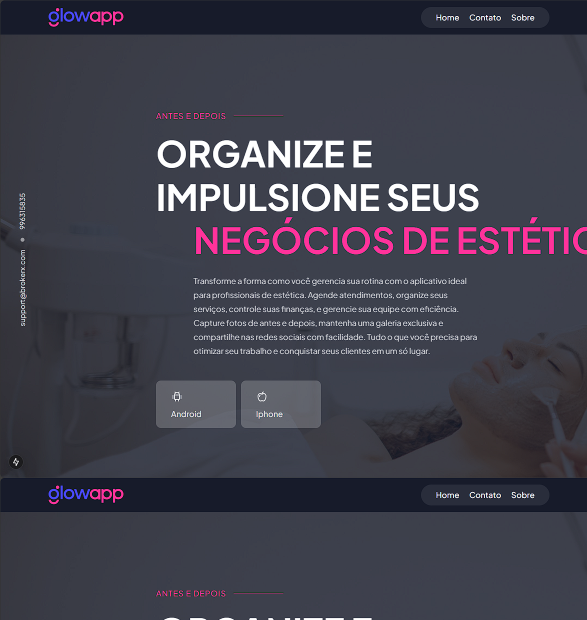 glowapp
Home Contato Sobre
ANTES E DEPOIS
ORGANIZE E
IMPULSIONE SEUS
NEGÓCIOS DE ESTÉTIC
Transforme a forma como você gerencia sua rotina com o aplicativo ideal
para profissionais de estética. Agende atendimentos, organize seus
serviços, controle suas finanças, e gerencie sua equipe com eficiência.
Capture fotos de antes e depois, mantenha uma galeria exclusiva e
compartilhe nas redes sociais com facilidade. Tudo o que você precisa para
otimizar seu trabalho e conquistar seus clientes em um só lugar.
Android
Iphone
support@brokerx.com 996315835
glowapp
Home Contato Sobre
ANTES E DEPOIS
ORGANIZE E